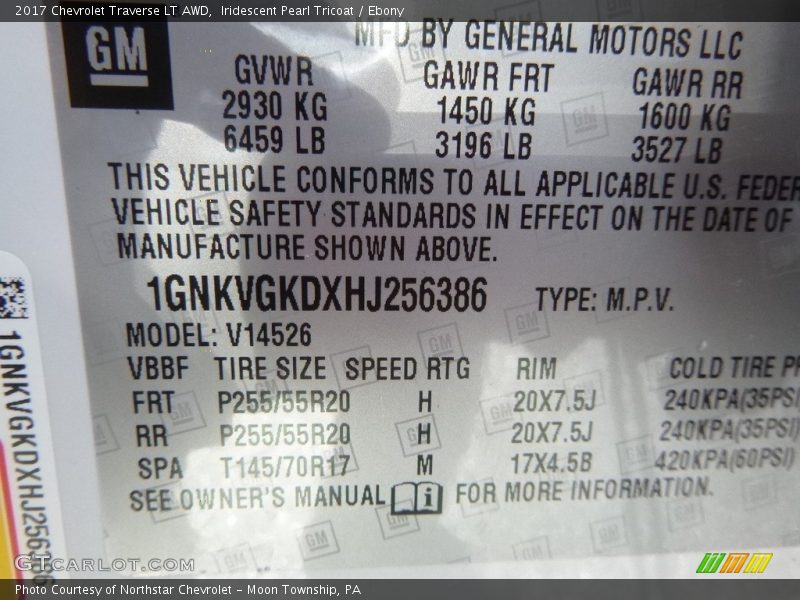 2017 Chevrolet Traverse LT AWD,  Iridescent Pearl Tricoat / Ebony
GM
MFD BY GENERAL MOTORS LLC
GVWR GAWR FRT GAWR RR
2930 KG 1450 KG 1600 KG
6459 LB 3196 LB 3527 LB
THIS VEHICLE CONFORMS TO ALL APPLICABLE U.S. FEDER
VEHICLE SAFETY STANDARDS IN EFFECT ON THE DATE OF
MANUFACTURE SHOWN ABOVE.
1GNKVGKDXHJ256386 TYPE: M.P.V.
MODEL: V14526
VBBF TIRE SIZE SPEED RTG RIM COLD TIRE PR
FRT P255/55R20 H 20X7.5J 240KPA(35PSI)
RR P255/55R20 H 20X7.5J 240KPA(35PSI)
SPA T145/70R17 M 17X4.5B 420KPA(60PSI)
SEE OWNER'S MANUAL i FOR MORE INFORMATION.
1GNKVGKDXHJ256386
GTCARLOT.COM
Photo Courtesy of Northstar Chevrolet - Moon Township, PA